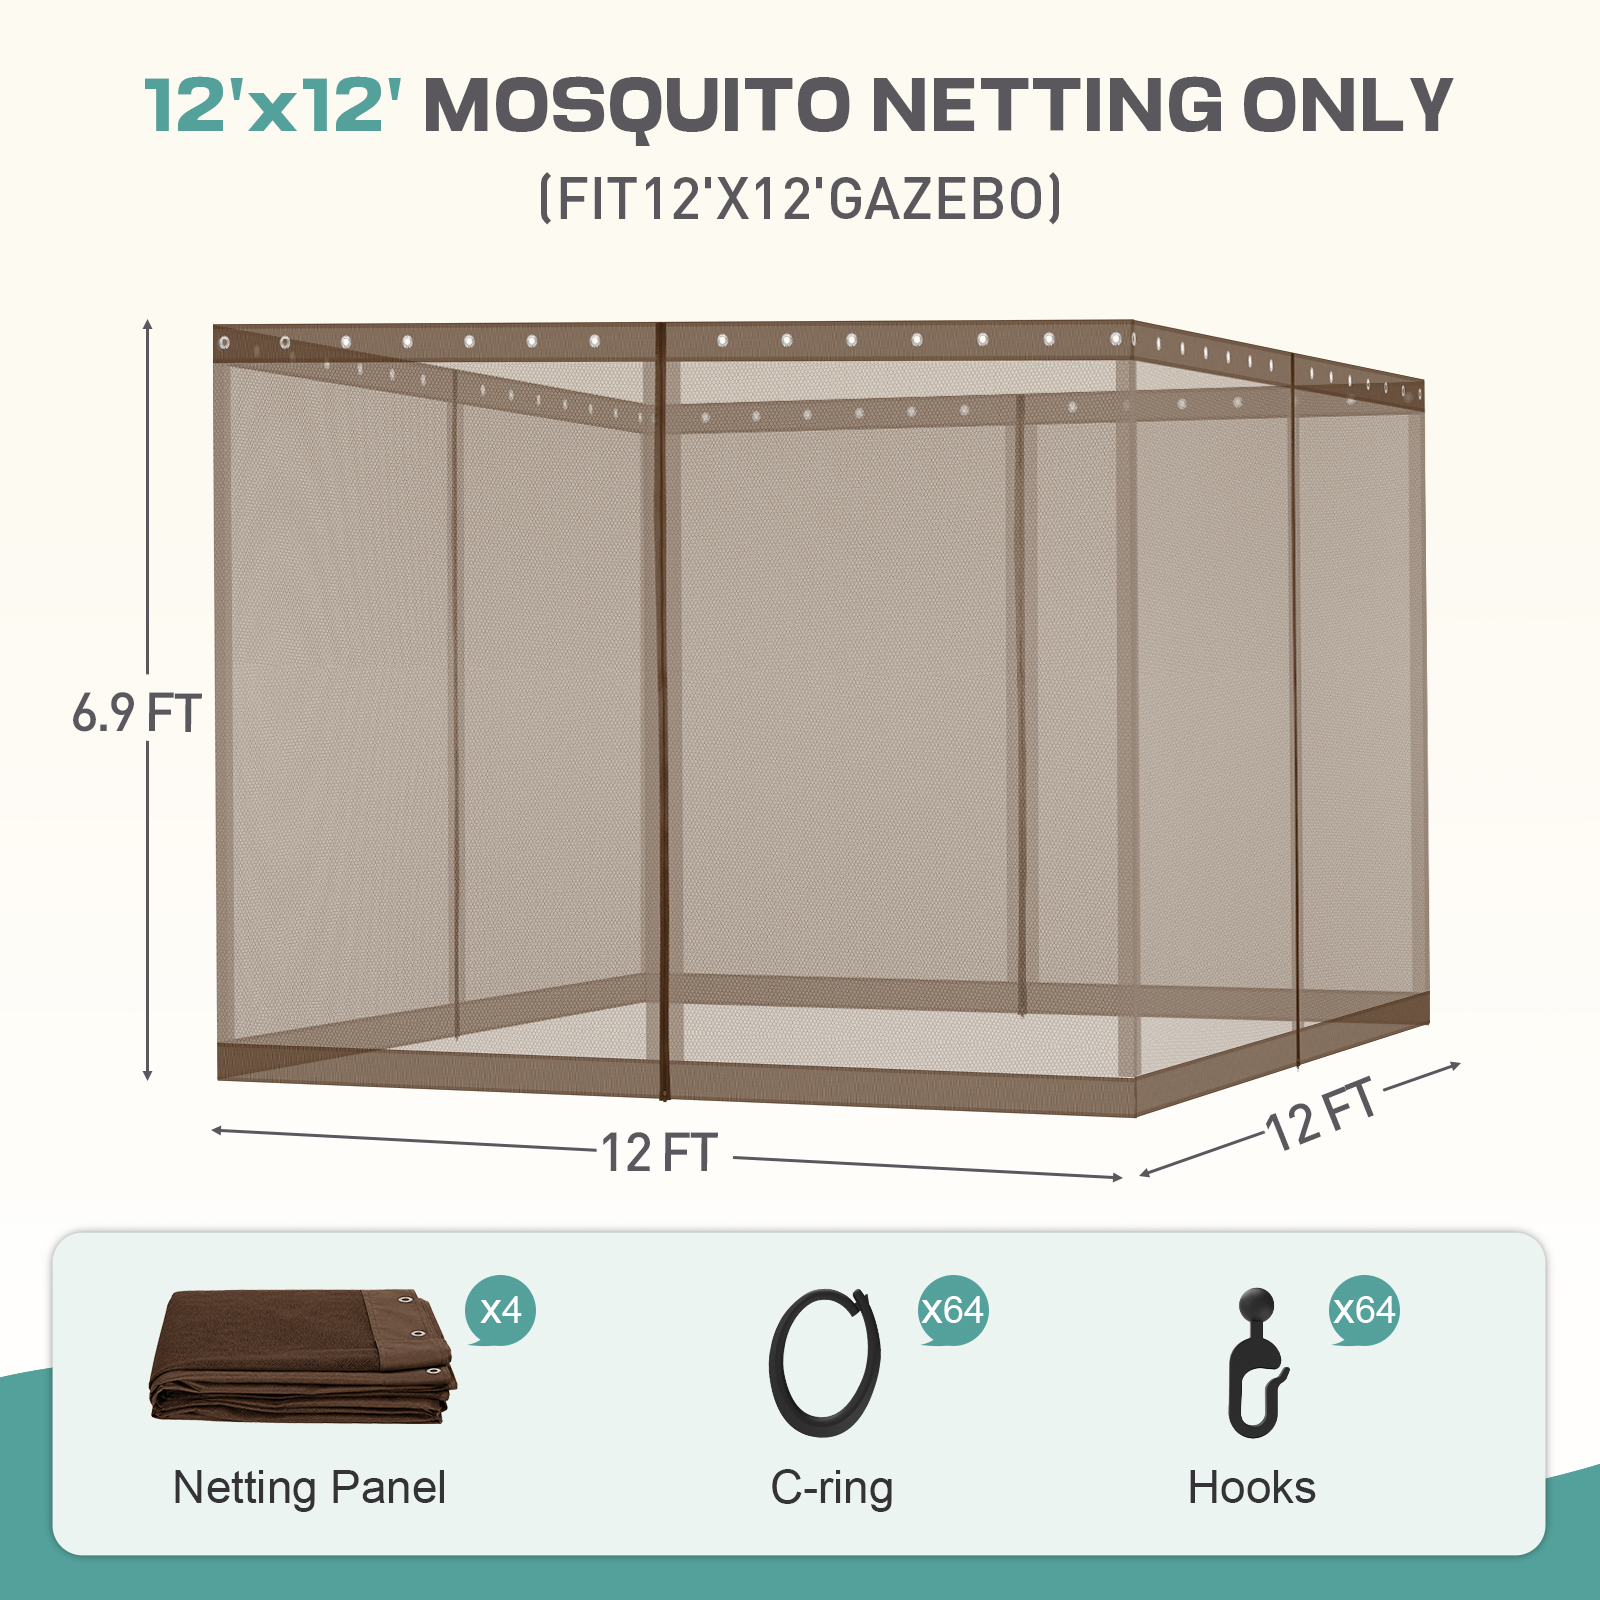 12'x12' MOSQUITO NETTING ONLY
(FIT12'X12'GAZEBO)
6.9 FT
12 FT
12 FT
x4
x64
x64
Netting Panel
C-ring
Hooks